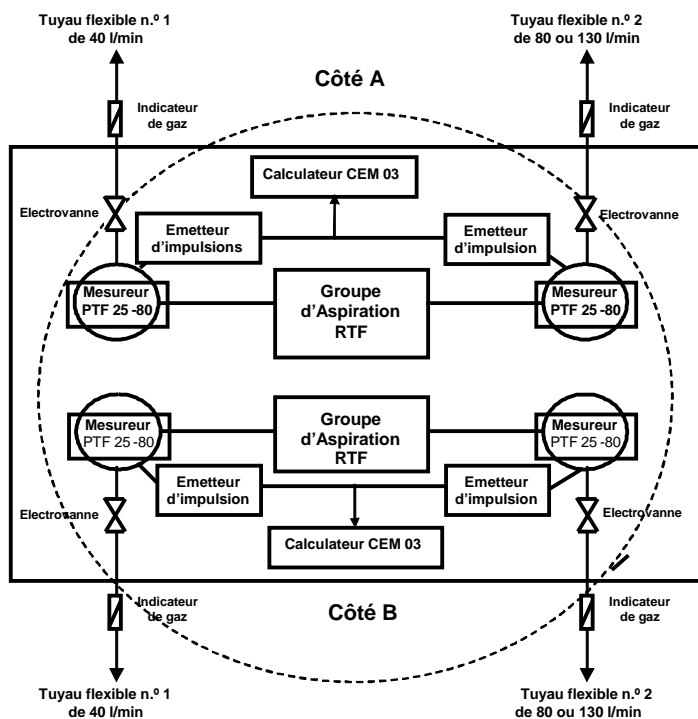 Tuyau flexible n.º 1
de 40 l/min
Tuyau flexible n.º 2
de 80 ou 130 l/min
Côté A
Indicateur
de gaz
Indicateur
de gaz
Calculateur CEM 03
Electrovanne
Electrovanne
Emetteur
d'impulsions
Emetteur
d'impulsion
Mesureur
PTF 25 -80
Groupe
d'Aspiration
RTF
Mesureur
PTF 25 -80
Mesureur
PTF 25 -80
Groupe
d'Aspiration
RTF
Mesureur
PTF 25 -80
Emetteur
d'impulsion
Emetteur
d'impulsion
Electrovanne
Electrovanne
Calculateur CEM 03
Indicateur
de gaz
Côté B
Indicateur
de gaz
Tuyau flexible n.º 1
de 40 l/min
Tuyau flexible n.º 2
de 80 ou 130 l/min